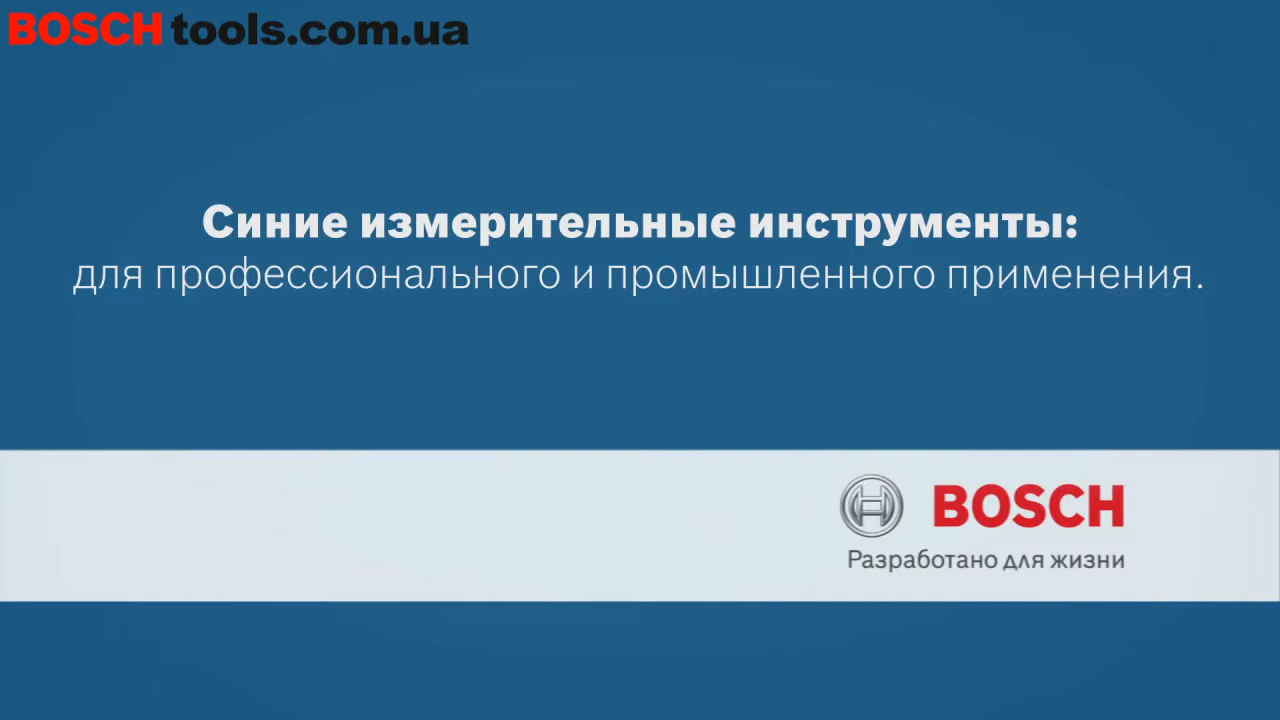 BOSCH tools.com.ua
Синие измерительные инструменты:
для профессионального и промышленного применения.
BOSCH
Разработано для жизни